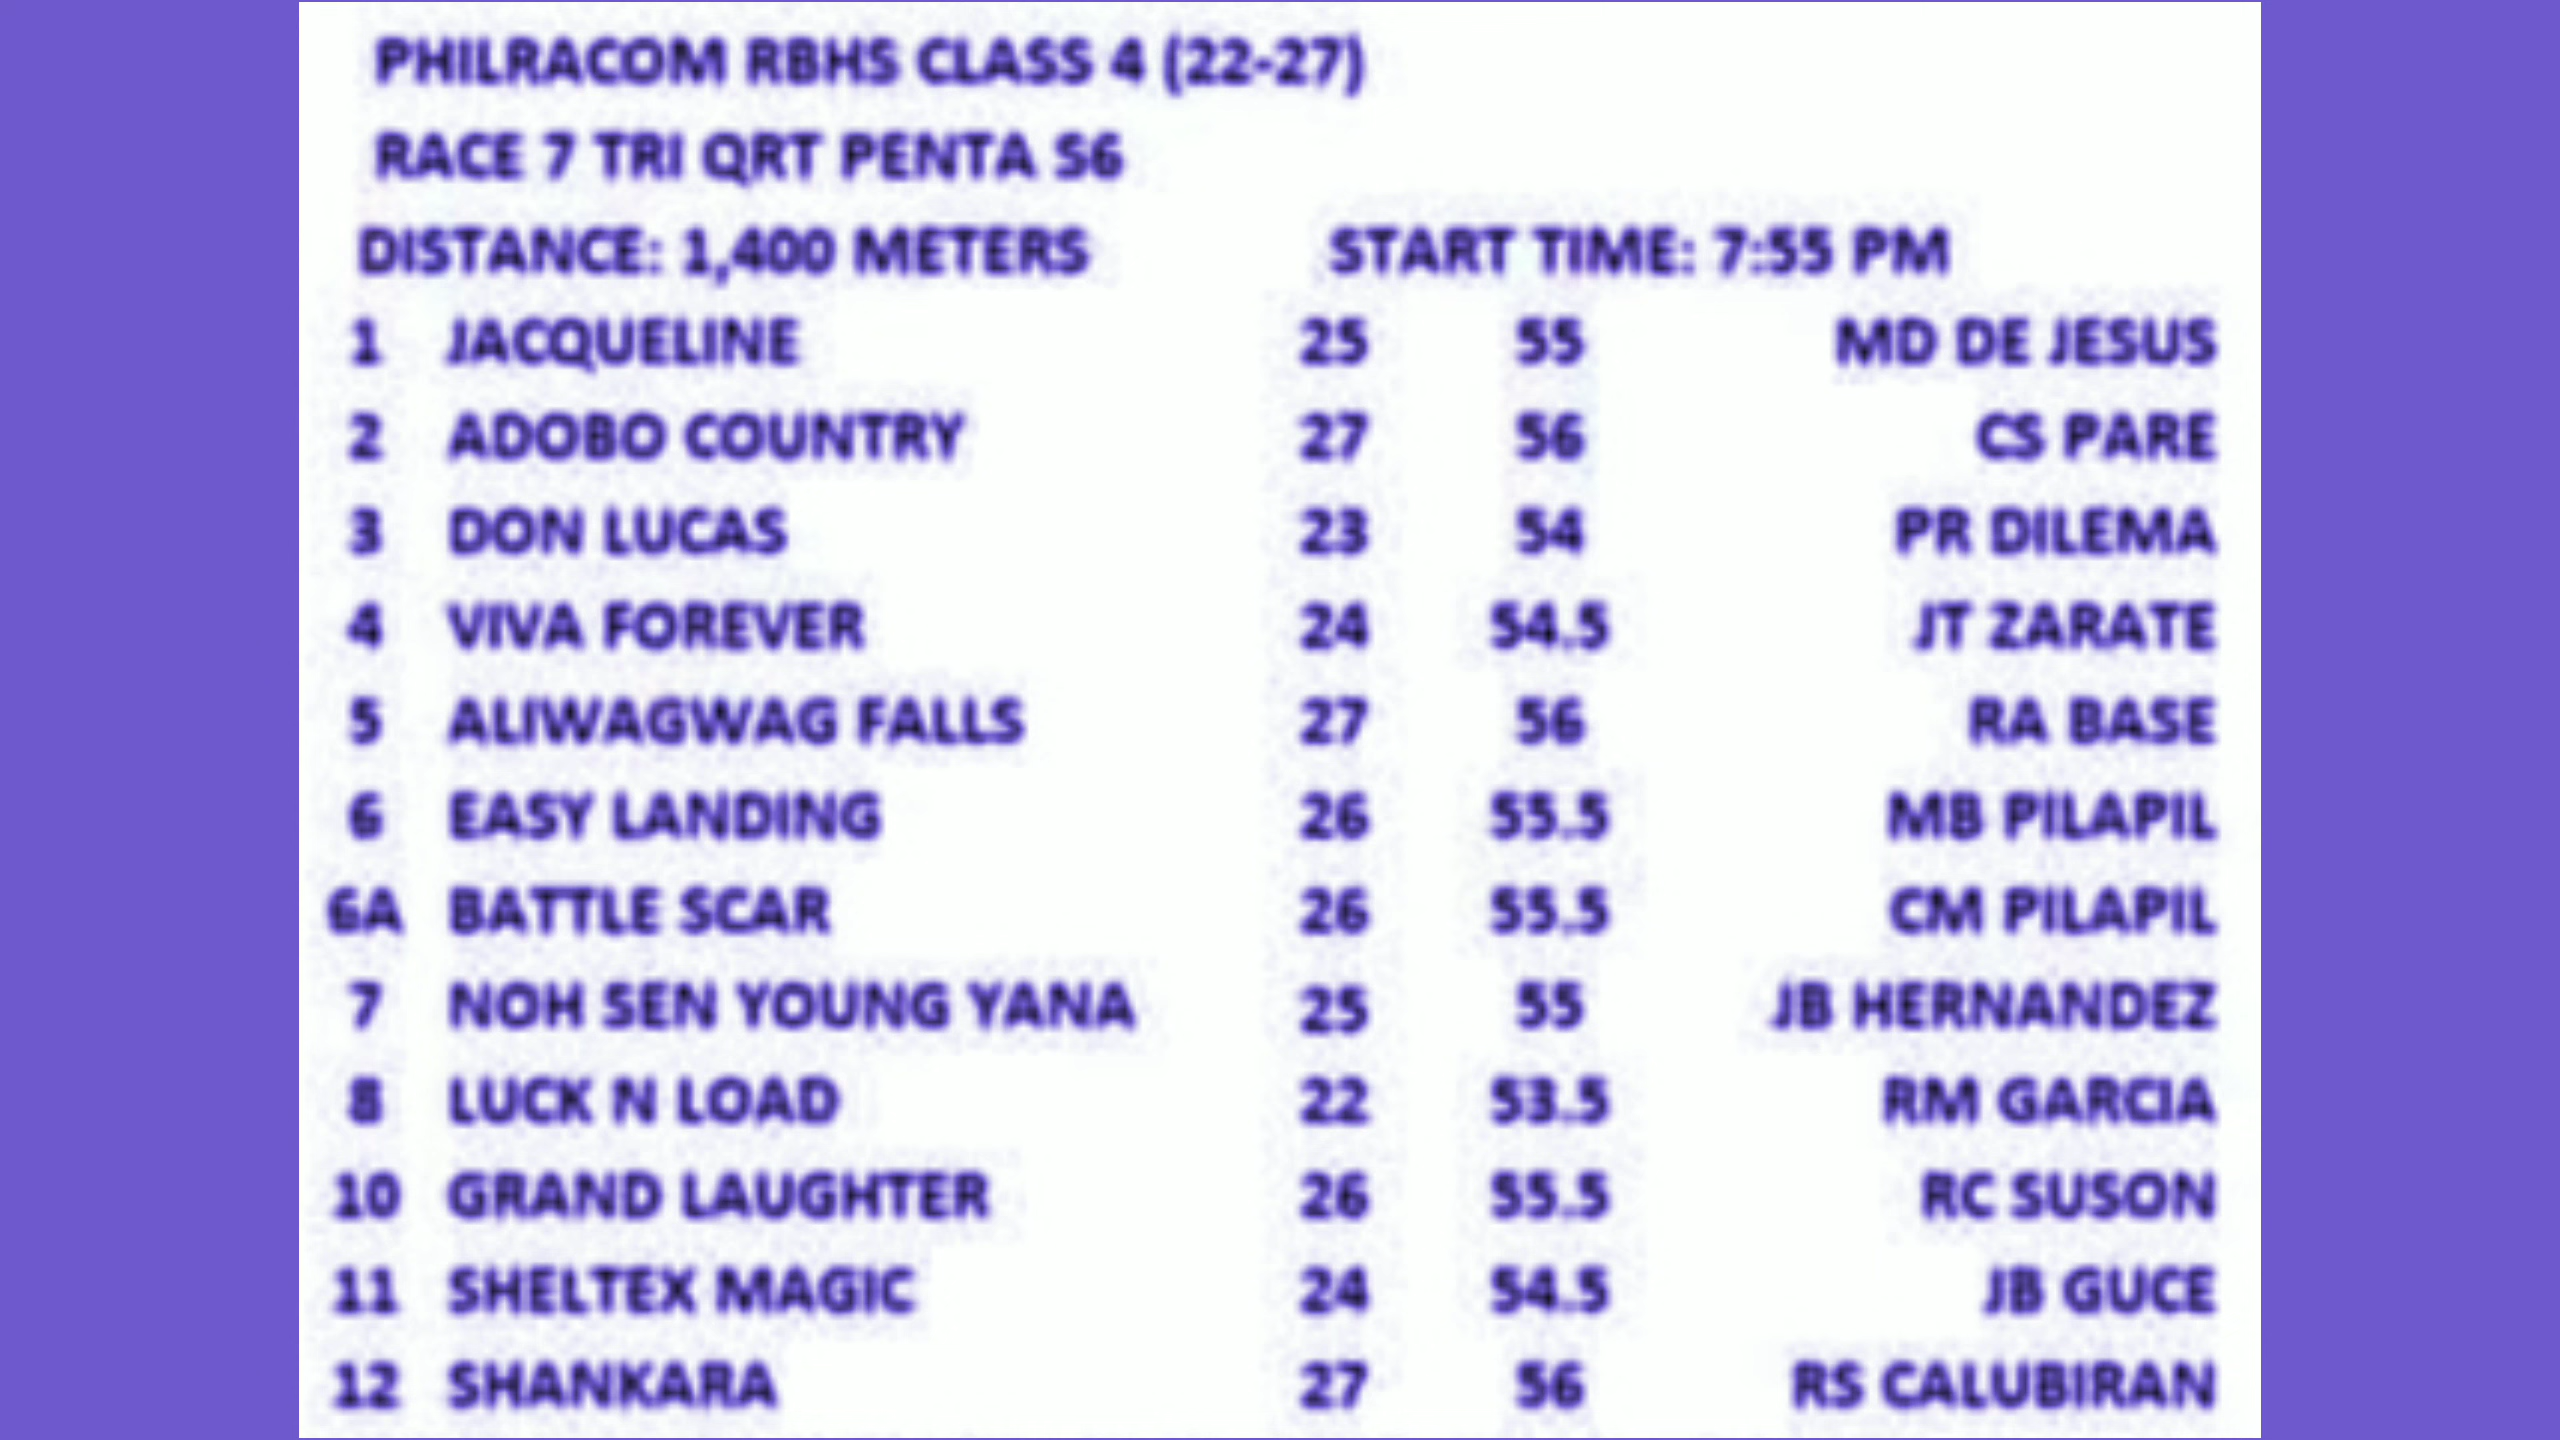 PHILRACOM RBHS CLASS 4 (22-27)
RACE 7 TRI QRT PENTA S6
DISTANCE: 1,400 METERS START TIME: 7:55 PM
1 JACQUELINE 25 55 MD DE JESUS
2 ADOBO COUNTRY 27 56 CS PARE
3 DON LUCAS 23 54 PR DILEMA
4 VIVA FOREVER 24 54.5 JT ZARATE
5 ALIWAGWAG FALLS 27 56 RA BASE
6 EASY LANDING 26 55.5 MB PILAPIL
6A BATTLE SCAR 26 55.5 CM PILAPIL
7 NOH SEN YOUNG YANA 25 55 JB HERNANDEZ
8 LUCK N LOAD 22 53.5 RM GARCIA
10 GRAND LAUGHTER 26 55.5 RC SUSON
11 SHELTEX MAGIC 24 54.5 JB GUCE
12 SHANKARA 27 56 RS CALUBIRAN